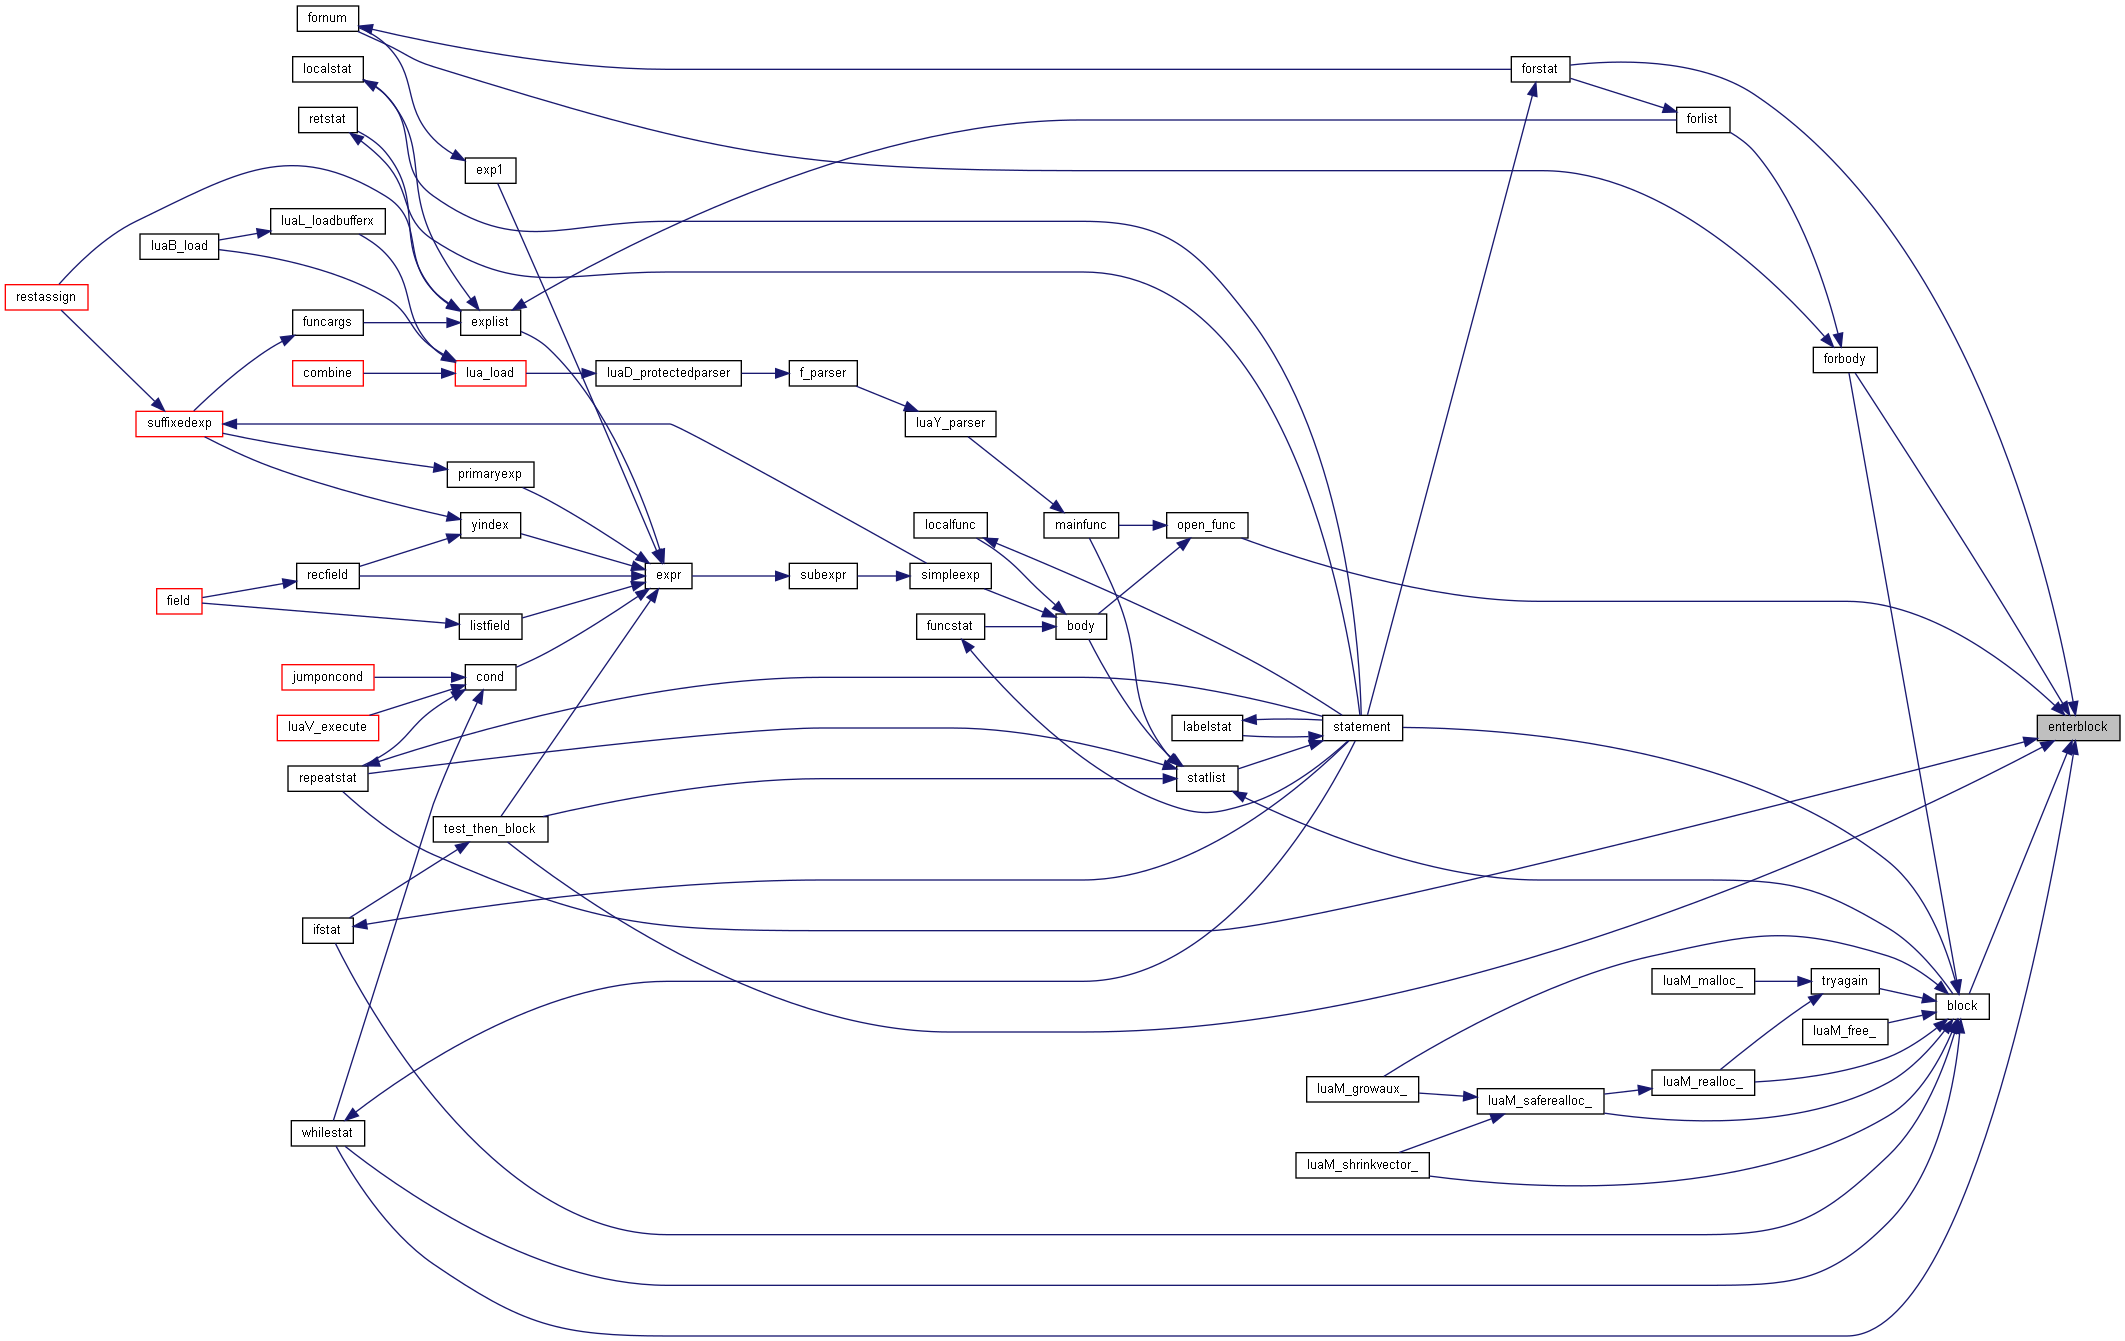 fornum
localstat
forstat
retstat
forlist
exp1
luaL_loadbufferx
luaB_load
restassign
funcargs
explist
forbody
combine
lua_load
luaD_protectedparser
f_parser
suffixedexp
luaY_parser
primaryexp
yindex
localfunc
mainfunc
open_func
recfield
expr
subexpr
simpleexp
field
listfield
funcstat
body
jumponcond
cond
luaV_execute
labelstat
statement
enterblock
repeatstat
statlist
test_then_block
ifstat
luaM_malloc_
tryagain
block
luaM_free_
luaM_growaux_
luaM_saferealloc_
luaM_realloc_
whilestat
luaM_shrinkvector_